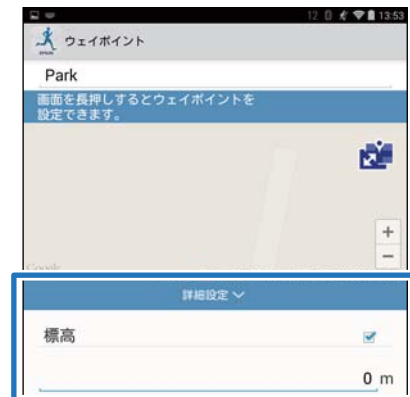 12 13:53
ウェイポイント
Park
画面を長押しするとウェイポイントを
設定できます。
+
−
Google
詳細設定
標高
0 m